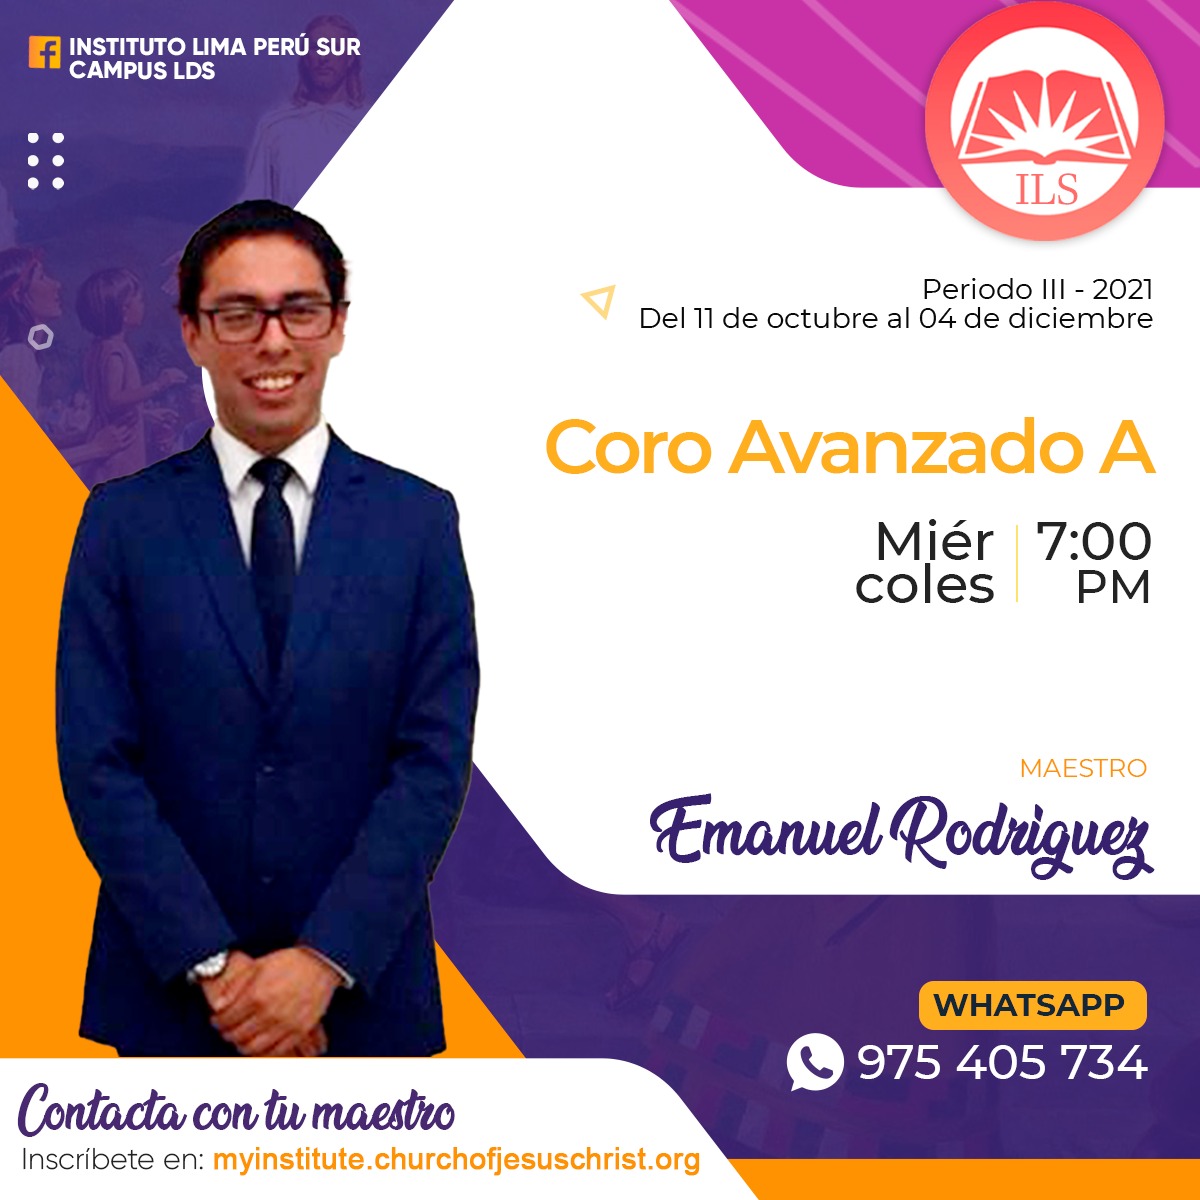 INSTITUTO LIMA PERÚ SUR
CAMPUS LDS
ILS
Periodo III - 2021
Del 11 de octubre al 04 de diciembre
Coro Avanzado A
Miér
coles
7:00
PM
MAESTRO
Emanuel Rodriguez
WHATSAPP
975 405 734
Contacta con tu maestro
Inscríbete en: myinstitute.churchofjesuschrist.org